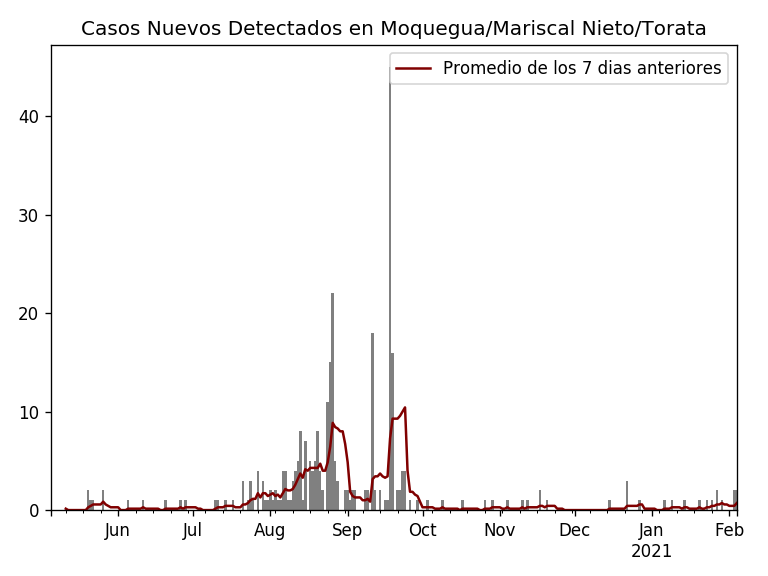 Casos Nuevos Detectados en Moquegua/Mariscal Nieto/Torata
Promedio de los 7 dias anteriores
40
30
20
10
0
Jun Jul Aug Sep Oct Nov Dec Jan Feb
2021